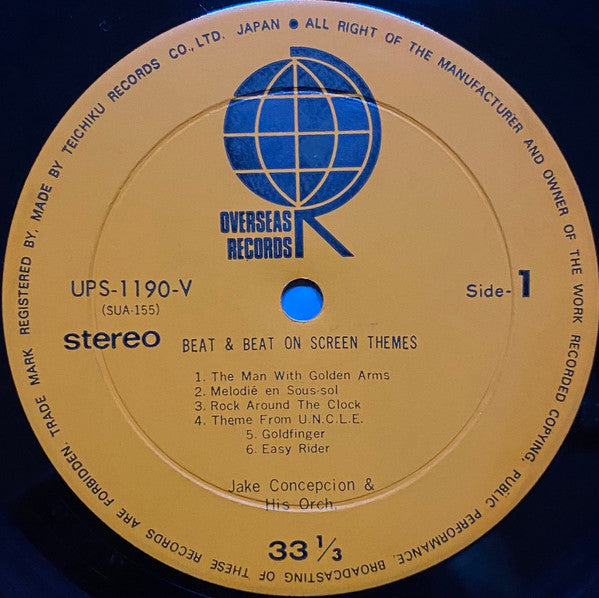 TRADE MARK REGISTERED BY, MADE BY TEICHIKU RECORDS CO., LTD. JAPAN ● ALL RIGHT OF THE MANUFACTURER AND OWNER OF THE WORK RECORDED COPYING, PUBLIC PERFORMANCE, BROADCASTING OF THESE RECORDS ARE FORBIDDEN.
OVERSEAS
RECORDS
UPS-1190-V
Side-1
(SUA-155)
stereo
BEAT & BEAT ON SCREEN THEMES
1. The Man With Golden Arms
2. Melodié en Sous-sol
3. Rock Around The Clock
4. Theme From U.N.C.L.E.
5. Goldfinger
6. Easy Rider
Jake Concepcion &
His Orch.
33 1/3